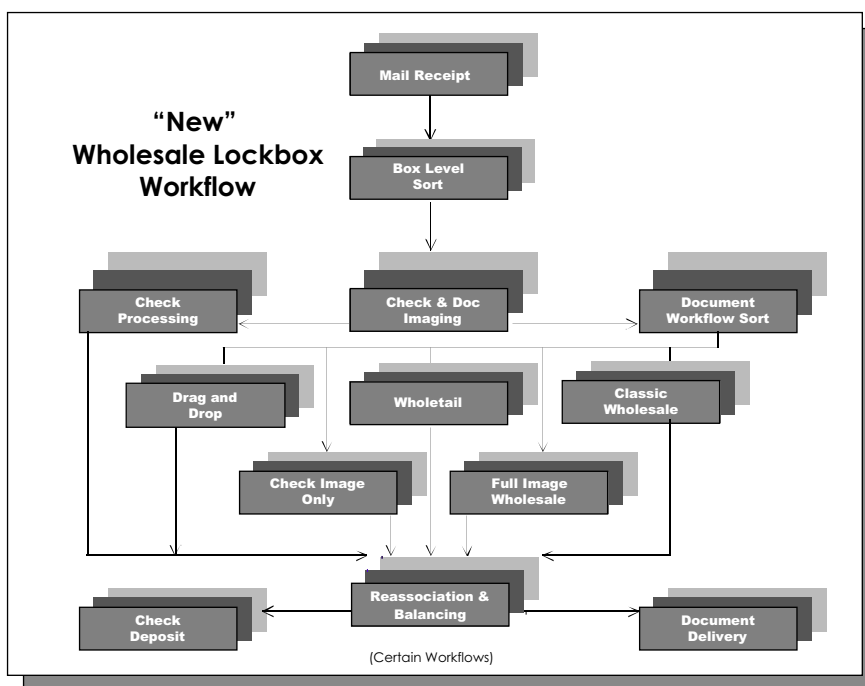 Mail Receipt
“New”
Wholesale Lockbox
Workflow
Box Level
Sort
Check
Processing
Check & Doc
Imaging
Document
Workflow Sort
Drag and
Drop
Wholetail
Classic
Wholesale
Check Image
Only
Full Image
Wholesale
Reassociation &
Balancing
Check
Deposit
Document
Delivery
(Certain Workflows)